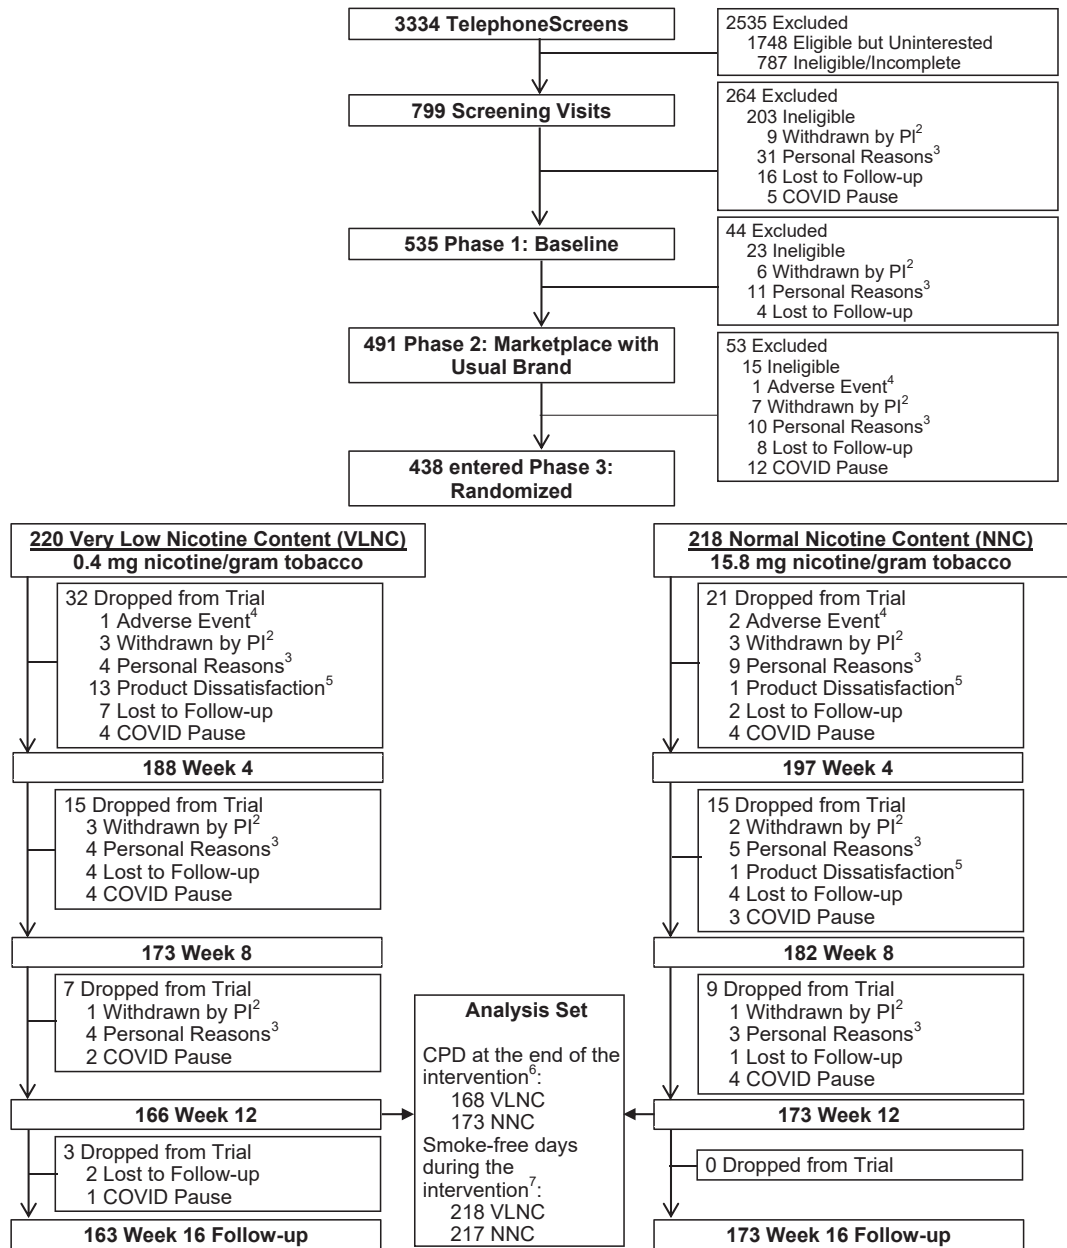 3334 TelephoneScreens
2535 Excluded
1748 Eligible but Uninterested
787 Ineligible/Incomplete
799 Screening Visits
264 Excluded
203 Ineligible
9 Withdrawn by PI²
31 Personal Reasons³
16 Lost to Follow-up
5 COVID Pause
535 Phase 1: Baseline
44 Excluded
23 Ineligible
6 Withdrawn by PI²
11 Personal Reasons³
4 Lost to Follow-up
491 Phase 2: Marketplace with
Usual Brand
53 Excluded
15 Ineligible
1 Adverse Event⁴
7 Withdrawn by PI²
10 Personal Reasons³
8 Lost to Follow-up
12 COVID Pause
438 entered Phase 3:
Randomized
220 Very Low Nicotine Content (VLNC)
0.4 mg nicotine/gram tobacco
32 Dropped from Trial
1 Adverse Event⁴
3 Withdrawn by PI²
4 Personal Reasons³
13 Product Dissatisfaction⁵
7 Lost to Follow-up
4 COVID Pause
188 Week 4
15 Dropped from Trial
3 Withdrawn by PI²
4 Personal Reasons³
4 Lost to Follow-up
4 COVID Pause
173 Week 8
7 Dropped from Trial
1 Withdrawn by PI²
4 Personal Reasons³
2 COVID Pause
166 Week 12
3 Dropped from Trial
2 Lost to Follow-up
1 COVID Pause
163 Week 16 Follow-up
Analysis Set
CPD at the end of the
intervention⁶:
168 VLNC
173 NNC
Smoke-free days
during the
intervention⁷:
218 VLNC
217 NNC
218 Normal Nicotine Content (NNC)
15.8 mg nicotine/gram tobacco
21 Dropped from Trial
2 Adverse Event⁴
3 Withdrawn by PI²
9 Personal Reasons³
1 Product Dissatisfaction⁵
2 Lost to Follow-up
4 COVID Pause
197 Week 4
15 Dropped from Trial
2 Withdrawn by PI²
5 Personal Reasons³
1 Product Dissatisfaction⁵
4 Lost to Follow-up
3 COVID Pause
182 Week 8
9 Dropped from Trial
1 Withdrawn by PI²
3 Personal Reasons³
1 Lost to Follow-up
4 COVID Pause
173 Week 12
0 Dropped from Trial
173 Week 16 Follow-up